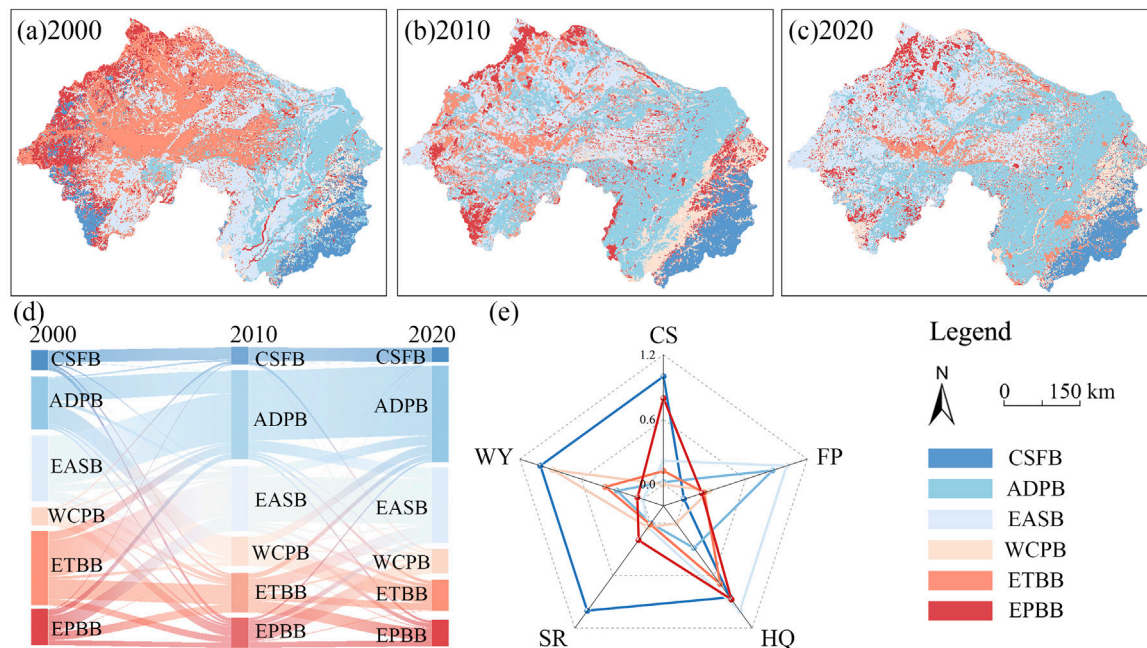 (a)2000
(b)2010
(c)2020
(d)
2000
2010
2020
CSFB
ADPB
EASB
WCPB
ETBB
EPBB
CSFB
ADPB
EASB
WCPB
ETBB
EPBB
CSFB
ADPB
EASB
WCPB
ETBB
EPBB
(e)
CS
1.2
0.6
0.0
WY
FP
SR
HQ
Legend
N
0 150 km
CSFB
ADPB
EASB
WCPB
ETBB
EPBB